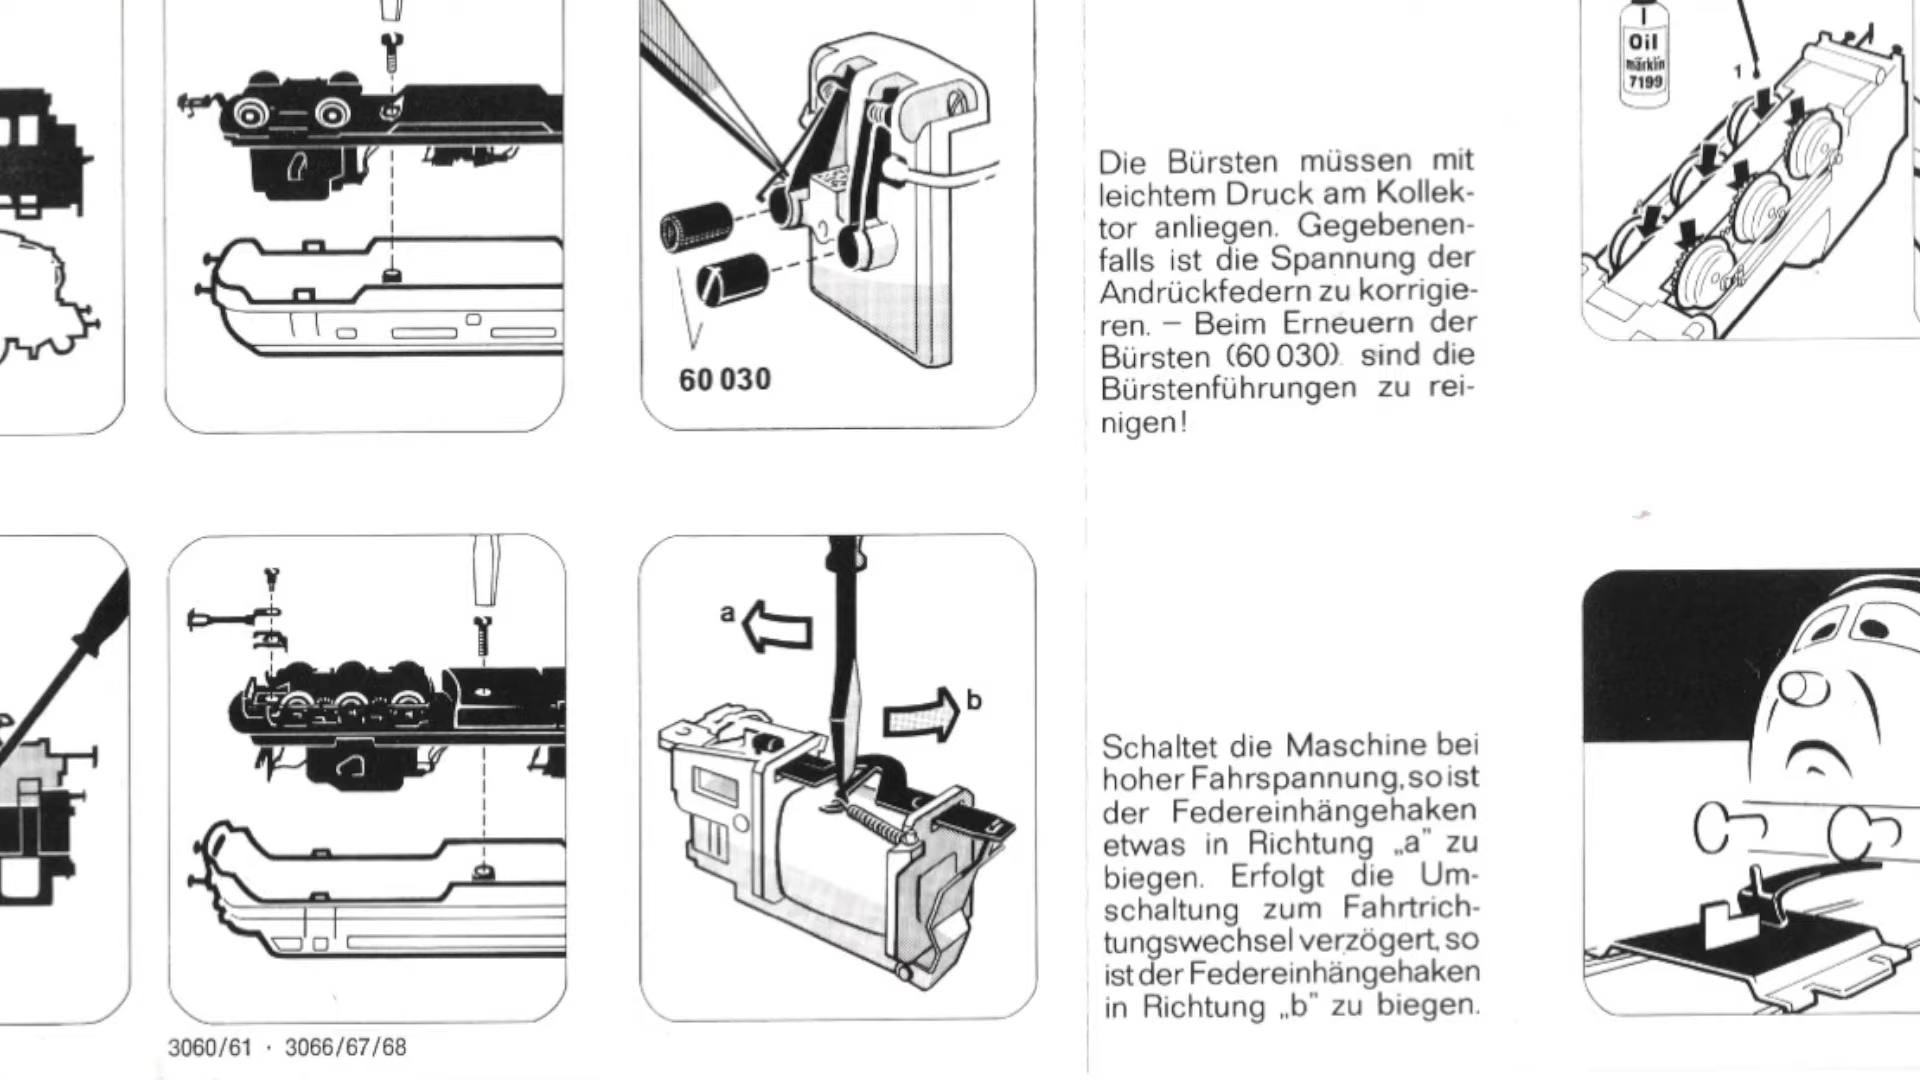 60 030
Die Bürsten müssen mit
leichtem Druck am Kollek-
tor anliegen. Gegebenen-
falls ist die Spannung der
Andrückfedern zu korrigie-
ren. – Beim Erneuern der
Bürsten (60 030) sind die
Bürstenführungen zu rei-
nigen!
Oil
märklin
7199
1
a
b
Schaltet die Maschine bei
hoher Fahrspannung, so ist
der Federeinhängehaken
etwas in Richtung „a" zu
biegen. Erfolgt die Um-
schaltung zum Fahrtrich-
tungswechsel verzögert, so
ist der Federeinhängehaken
in Richtung „b" zu biegen.
3060/61 · 3066/67/68